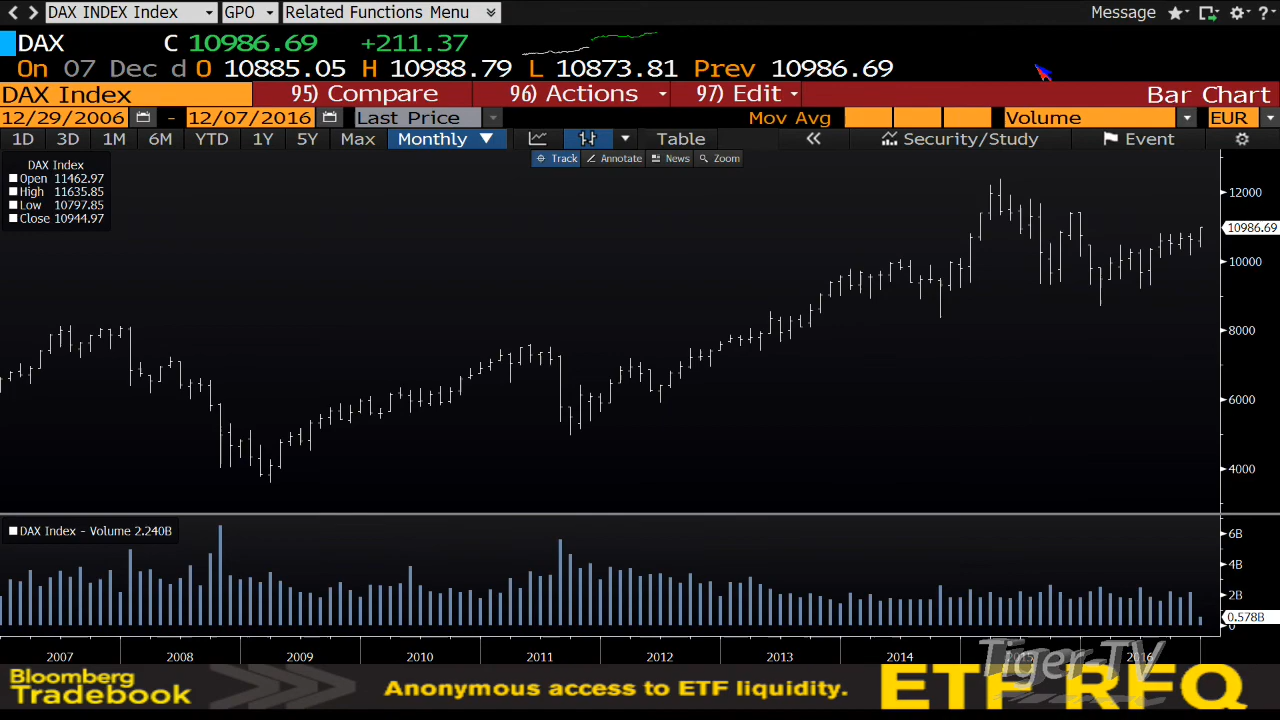 DAX INDEX Index GPO Related Functions Menu Message ?
DAX C 10986.69 +211.37
On 07 Dec d O 10885.05 H 10988.79 L 10873.81 Prev 10986.69
DAX Index 95) Compare 96) Actions 97) Edit Bar Chart
12/29/2006 - 12/07/2016 Last Price Mov Avg Volume EUR
1D 3D 1M 6M YTD 1Y 5Y Max Monthly Table Security/Study Event
Track Annotate News Zoom
DAX Index
Open 11462.97
High 11635.85
Low 10797.85
Close 10944.97
12000
10986.69
10000
8000
6000
4000
DAX Index - Volume 2.240B
6B
4B
2B
0.578B
0
2007 2008 2009 2010 2011 2012 2013 2014 2015 2016
Tiger-TV
Bloomberg
Tradebook
Anonymous access to ETF liquidity.
ETF RFQ